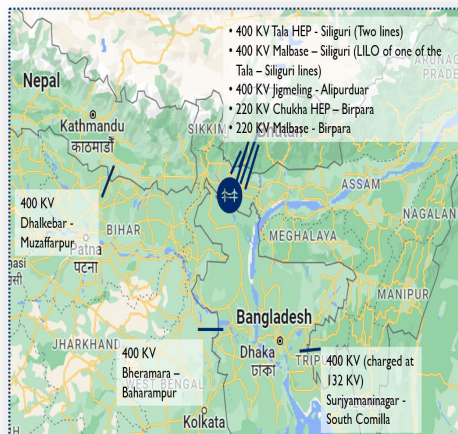 • 400 KV Tala HEP - Siliguri (Two lines)
• 400 KV Malbase – Siliguri (LILO of one of the
Tala – Siliguri lines)
• 400 KV Jigmeling - Alipurduar
• 220 KV Chukha HEP – Birpara
• 220 KV Malbase - Birpara
Nepal
Kathmandu
काठमाडौं
SIKKIM
ASSAM
NAGALAN
MEGHALAYA
400 KV
Dhalkebar -
Muzaffarpur
BIHAR
Patna
पटना
MANIPUR
Bangladesh
Dhaka
ঢাকা
JHARKHAND
TRIP
400 KV
Bheramara –
Baharampur
WEST BENGAL
400 KV (charged at
132 KV)
Surjyamaninagar -
South Comilla
Kolkata